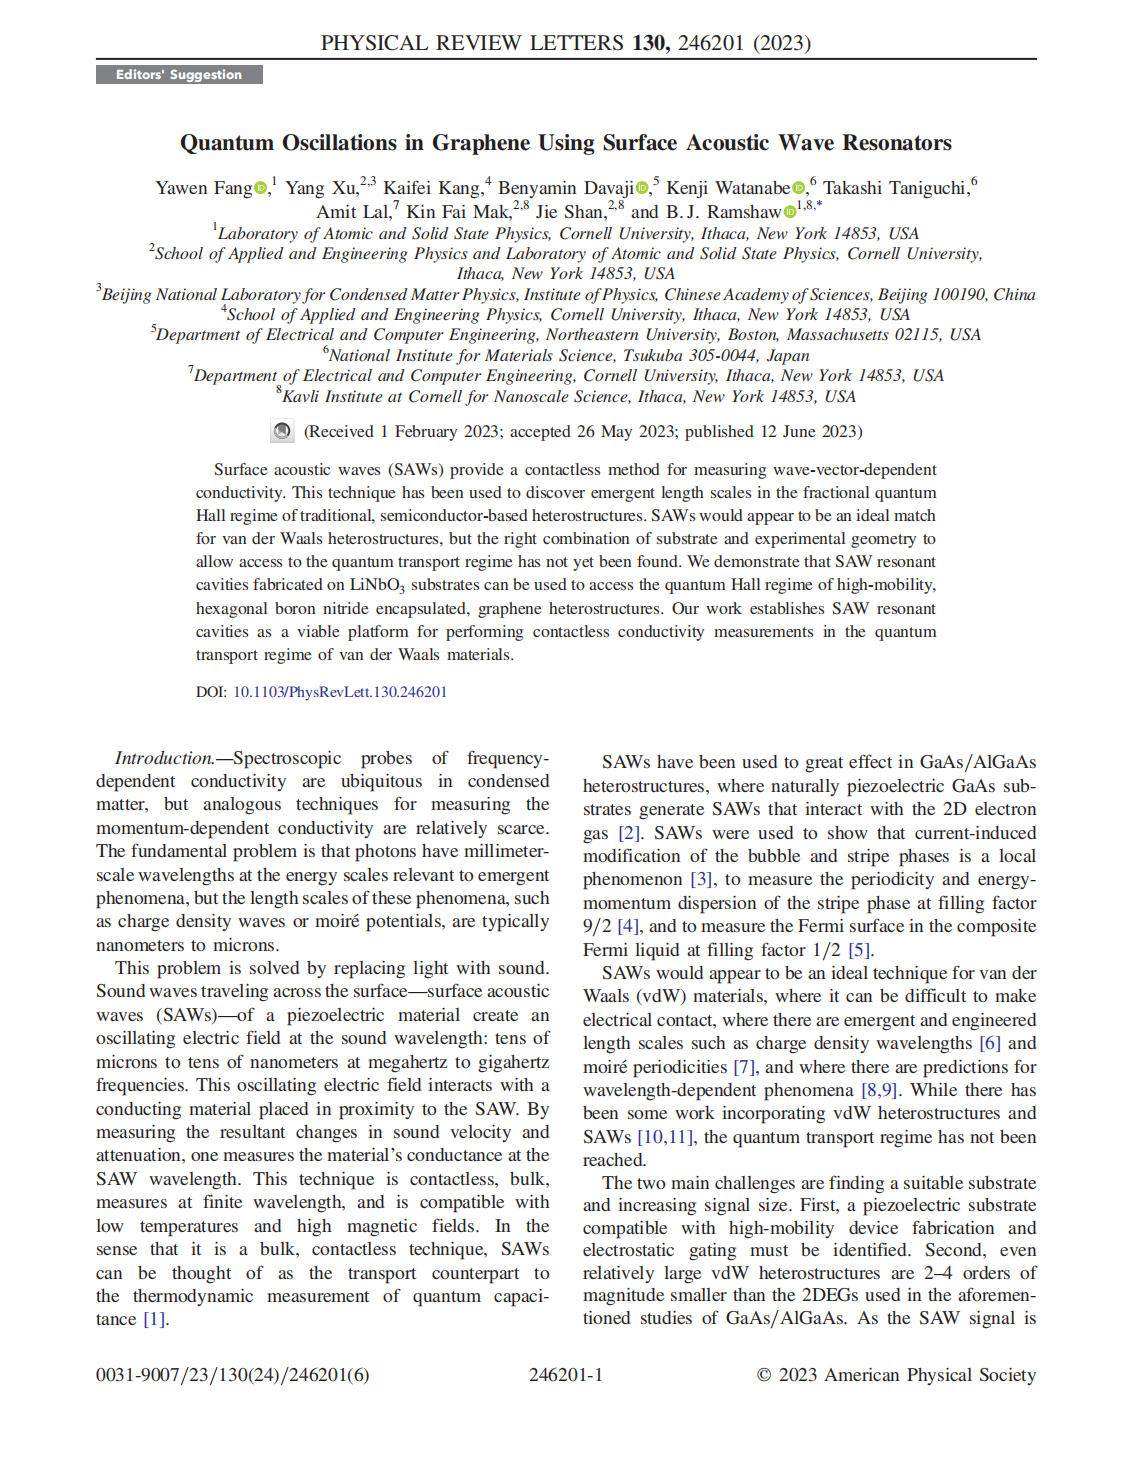 PHYSICAL REVIEW LETTERS 130, 246201 (2023)
Editors' Suggestion
Quantum Oscillations in Graphene Using Surface Acoustic Wave Resonators
Yawen Fang,1 Yang Xu,2,3 Kaifei Kang,4 Benyamin Davaji,5 Kenji Watanabe,6 Takashi Taniguchi,6
Amit Lal,7 Kin Fai Mak,2,8 Jie Shan,2,8 and B. J. Ramshaw1,8,*
1Laboratory of Atomic and Solid State Physics, Cornell University, Ithaca, New York 14853, USA
2School of Applied and Engineering Physics and Laboratory of Atomic and Solid State Physics, Cornell University,
Ithaca, New York 14853, USA
3Beijing National Laboratory for Condensed Matter Physics, Institute of Physics, Chinese Academy of Sciences, Beijing 100190, China
4School of Applied and Engineering Physics, Cornell University, Ithaca, New York 14853, USA
5Department of Electrical and Computer Engineering, Northeastern University, Boston, Massachusetts 02115, USA
6National Institute for Materials Science, Tsukuba 305-0044, Japan
7Department of Electrical and Computer Engineering, Cornell University, Ithaca, New York 14853, USA
8Kavli Institute at Cornell for Nanoscale Science, Ithaca, New York 14853, USA
(Received 1 February 2023; accepted 26 May 2023; published 12 June 2023)
Surface acoustic waves (SAWs) provide a contactless method for measuring wave-vector-dependent
conductivity. This technique has been used to discover emergent length scales in the fractional quantum
Hall regime of traditional, semiconductor-based heterostructures. SAWs would appear to be an ideal match
for van der Waals heterostructures, but the right combination of substrate and experimental geometry to
allow access to the quantum transport regime has not yet been found. We demonstrate that SAW resonant
cavities fabricated on LiNbO3 substrates can be used to access the quantum Hall regime of high-mobility,
hexagonal boron nitride encapsulated, graphene heterostructures. Our work establishes SAW resonant
cavities as a viable platform for performing contactless conductivity measurements in the quantum
transport regime of van der Waals materials.
DOI: 10.1103/PhysRevLett.130.246201
Introduction.—Spectroscopic probes of frequency-
dependent conductivity are ubiquitous in condensed
matter, but analogous techniques for measuring the
momentum-dependent conductivity are relatively scarce.
The fundamental problem is that photons have millimeter-
scale wavelengths at the energy scales relevant to emergent
phenomena, but the length scales of these phenomena, such
as charge density waves or moiré potentials, are typically
nanometers to microns.
This problem is solved by replacing light with sound.
Sound waves traveling across the surface—surface acoustic
waves (SAWs)—of a piezoelectric material create an
oscillating electric field at the sound wavelength: tens of
microns to tens of nanometers at megahertz to gigahertz
frequencies. This oscillating electric field interacts with a
conducting material placed in proximity to the SAW. By
measuring the resultant changes in sound velocity and
attenuation, one measures the material's conductance at the
SAW wavelength. This technique is contactless, bulk,
measures at finite wavelength, and is compatible with
low temperatures and high magnetic fields. In the
sense that it is a bulk, contactless technique, SAWs
can be thought of as the transport counterpart to
the thermodynamic measurement of quantum capaci-
tance [1].
SAWs have been used to great effect in GaAs/AlGaAs
heterostructures, where naturally piezoelectric GaAs sub-
strates generate SAWs that interact with the 2D electron
gas [2]. SAWs were used to show that current-induced
modification of the bubble and stripe phases is a local
phenomenon [3], to measure the periodicity and energy-
momentum dispersion of the stripe phase at filling factor
9/2 [4], and to measure the Fermi surface in the composite
Fermi liquid at filling factor 1/2 [5].
SAWs would appear to be an ideal technique for van der
Waals (vdW) materials, where it can be difficult to make
electrical contact, where there are emergent and engineered
length scales such as charge density wavelengths [6] and
moiré periodicities [7], and where there are predictions for
wavelength-dependent phenomena [8,9]. While there has
been some work incorporating vdW heterostructures and
SAWs [10,11], the quantum transport regime has not been
reached.
The two main challenges are finding a suitable substrate
and increasing signal size. First, a piezoelectric substrate
compatible with high-mobility device fabrication and
electrostatic gating must be identified. Second, even
relatively large vdW heterostructures are 2–4 orders of
magnitude smaller than the 2DEGs used in the aforemen-
tioned studies of GaAs/AlGaAs. As the SAW signal is
0031-9007/23/130(24)/246201(6)
246201-1
© 2023 American Physical Society